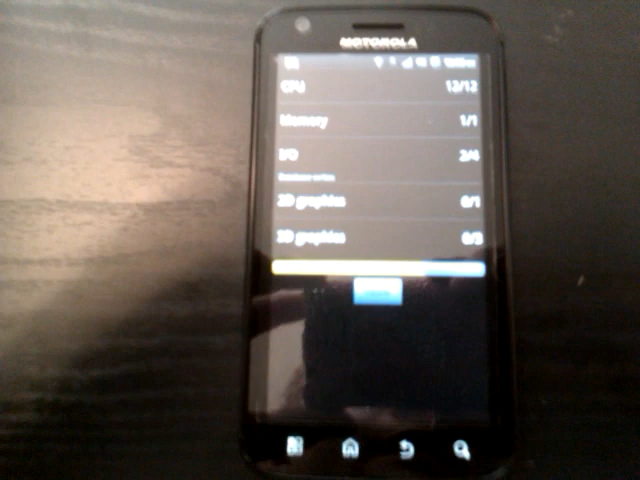 MOTOROLA
CPU 12/12
Memory 1/1
I/O 2/4
2D graphics 0/1
3D graphics 0/3